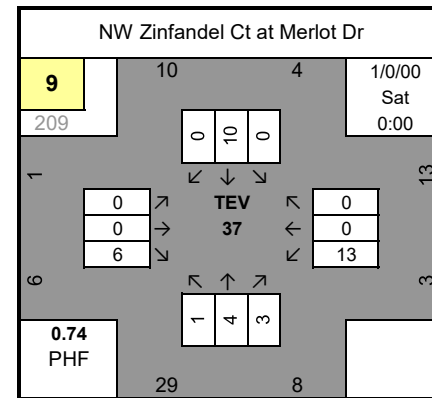 NW Zinfandel Ct at Merlot Dr
9
10
4
1/0/00
209
Sat
0:00
0 10 0
1
13
↙ ↓ ↘
0 ↗ TEV ↖ 0
0 → 37 ← 0
6 ↘ ↙ 13
6
3
↖ ↑ ↗
1 4 3
0.74
PHF
29
8